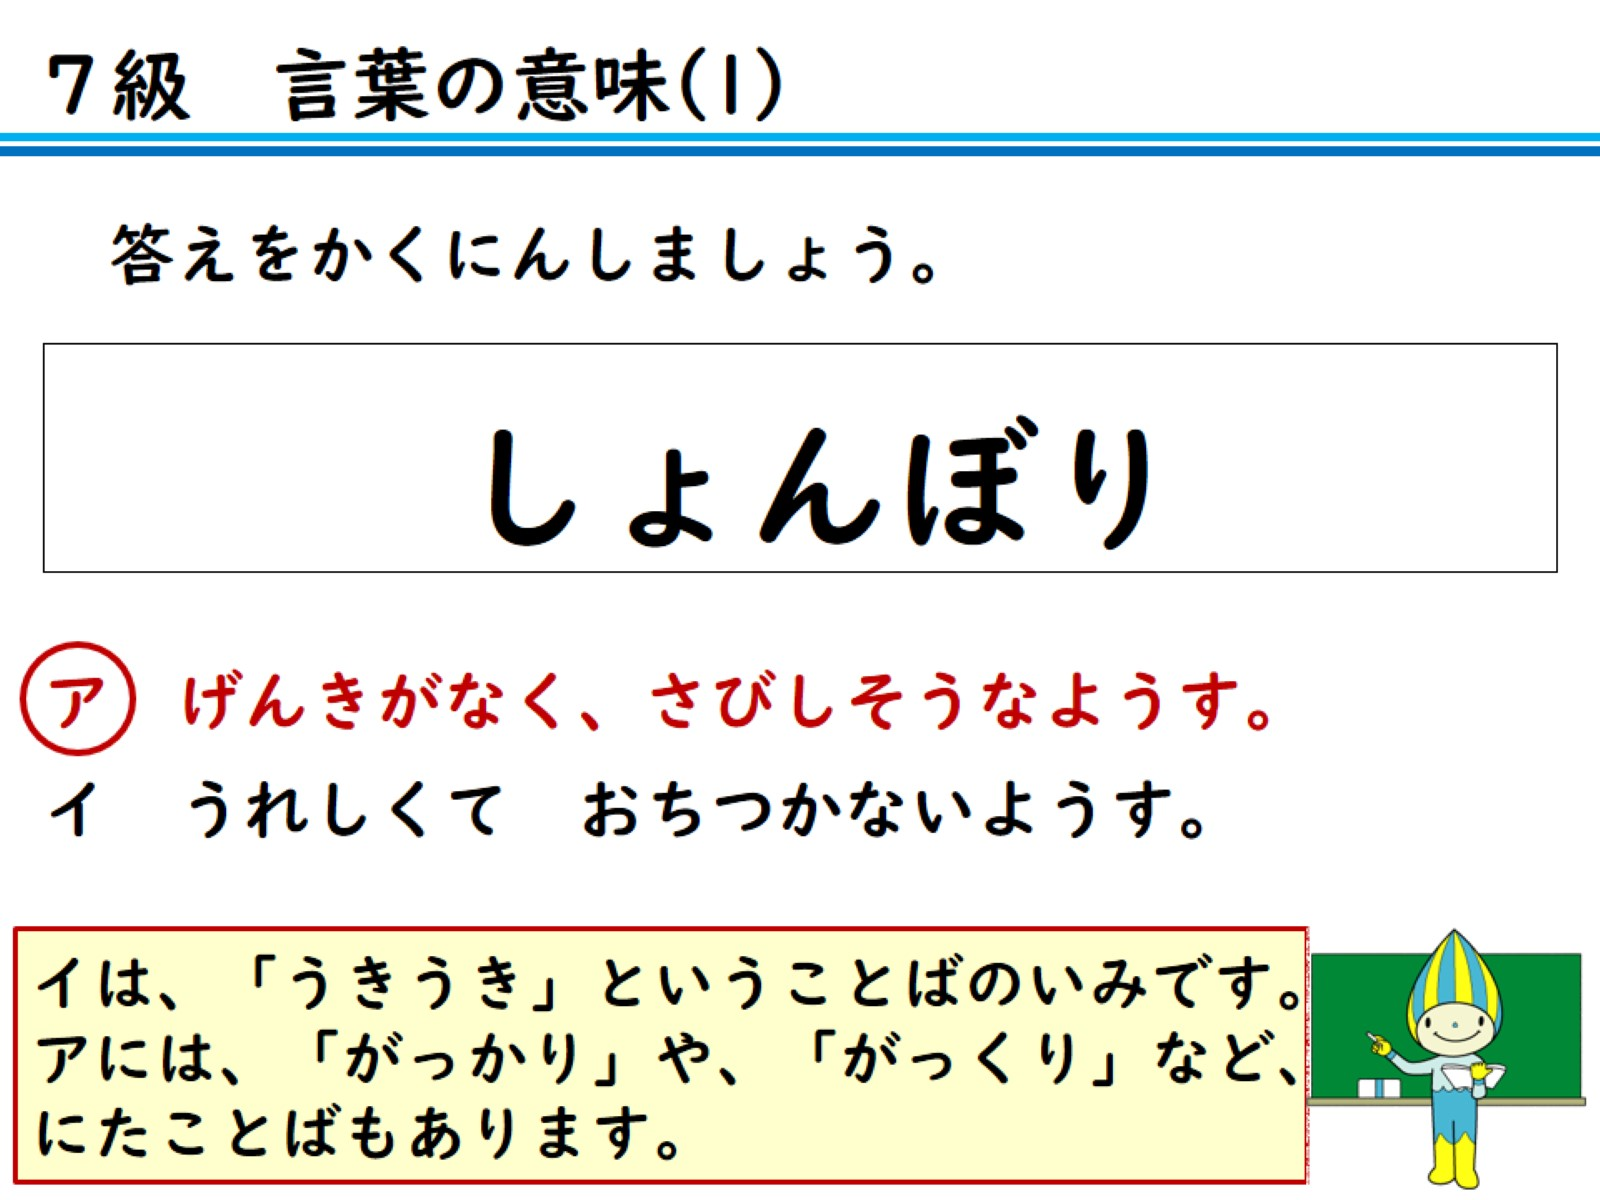 ７級　言葉の意味(1)
答えをかくにんしましょう。
しょんぼり
ア　げんきがなく、さびしそうなようす。
イ　うれしくて　おちつかないようす。
イは、「うきうき」ということばのいみです。
アには、「がっかり」や、「がっくり」など、
にたことばもあります。